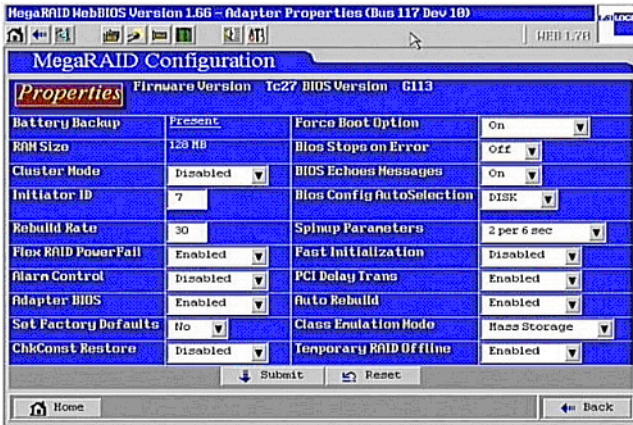 MegaRAID WebBIOS Version 1.66 - Adapter Properties (Bus 117 Dev 10)
WEB 1.70
MegaRAID Configuration
Properties Firmware Version Tc27 BIOS Version G113
Battery Backup Present Force Boot Option On
RAM Size 128 MB Bios Stops on Error Off
Cluster Mode Disabled BIOS Echoes Messages On
Initiator ID 7 Bios Config AutoSelection DISK
Rebuild Rate 30 Spinup Parameters 2 per 6 sec
Flex RAID PowerFail Enabled Fast Initialization Disabled
Alarm Control Disabled PCI Delay Trans Enabled
Adapter BIOS Enabled Auto Rebuild Enabled
Set Factory Defaults No Class Emulation Mode Mass Storage
ChkConst Restore Disabled Temporary RAID Offline Enabled
Submit Reset
Home Back